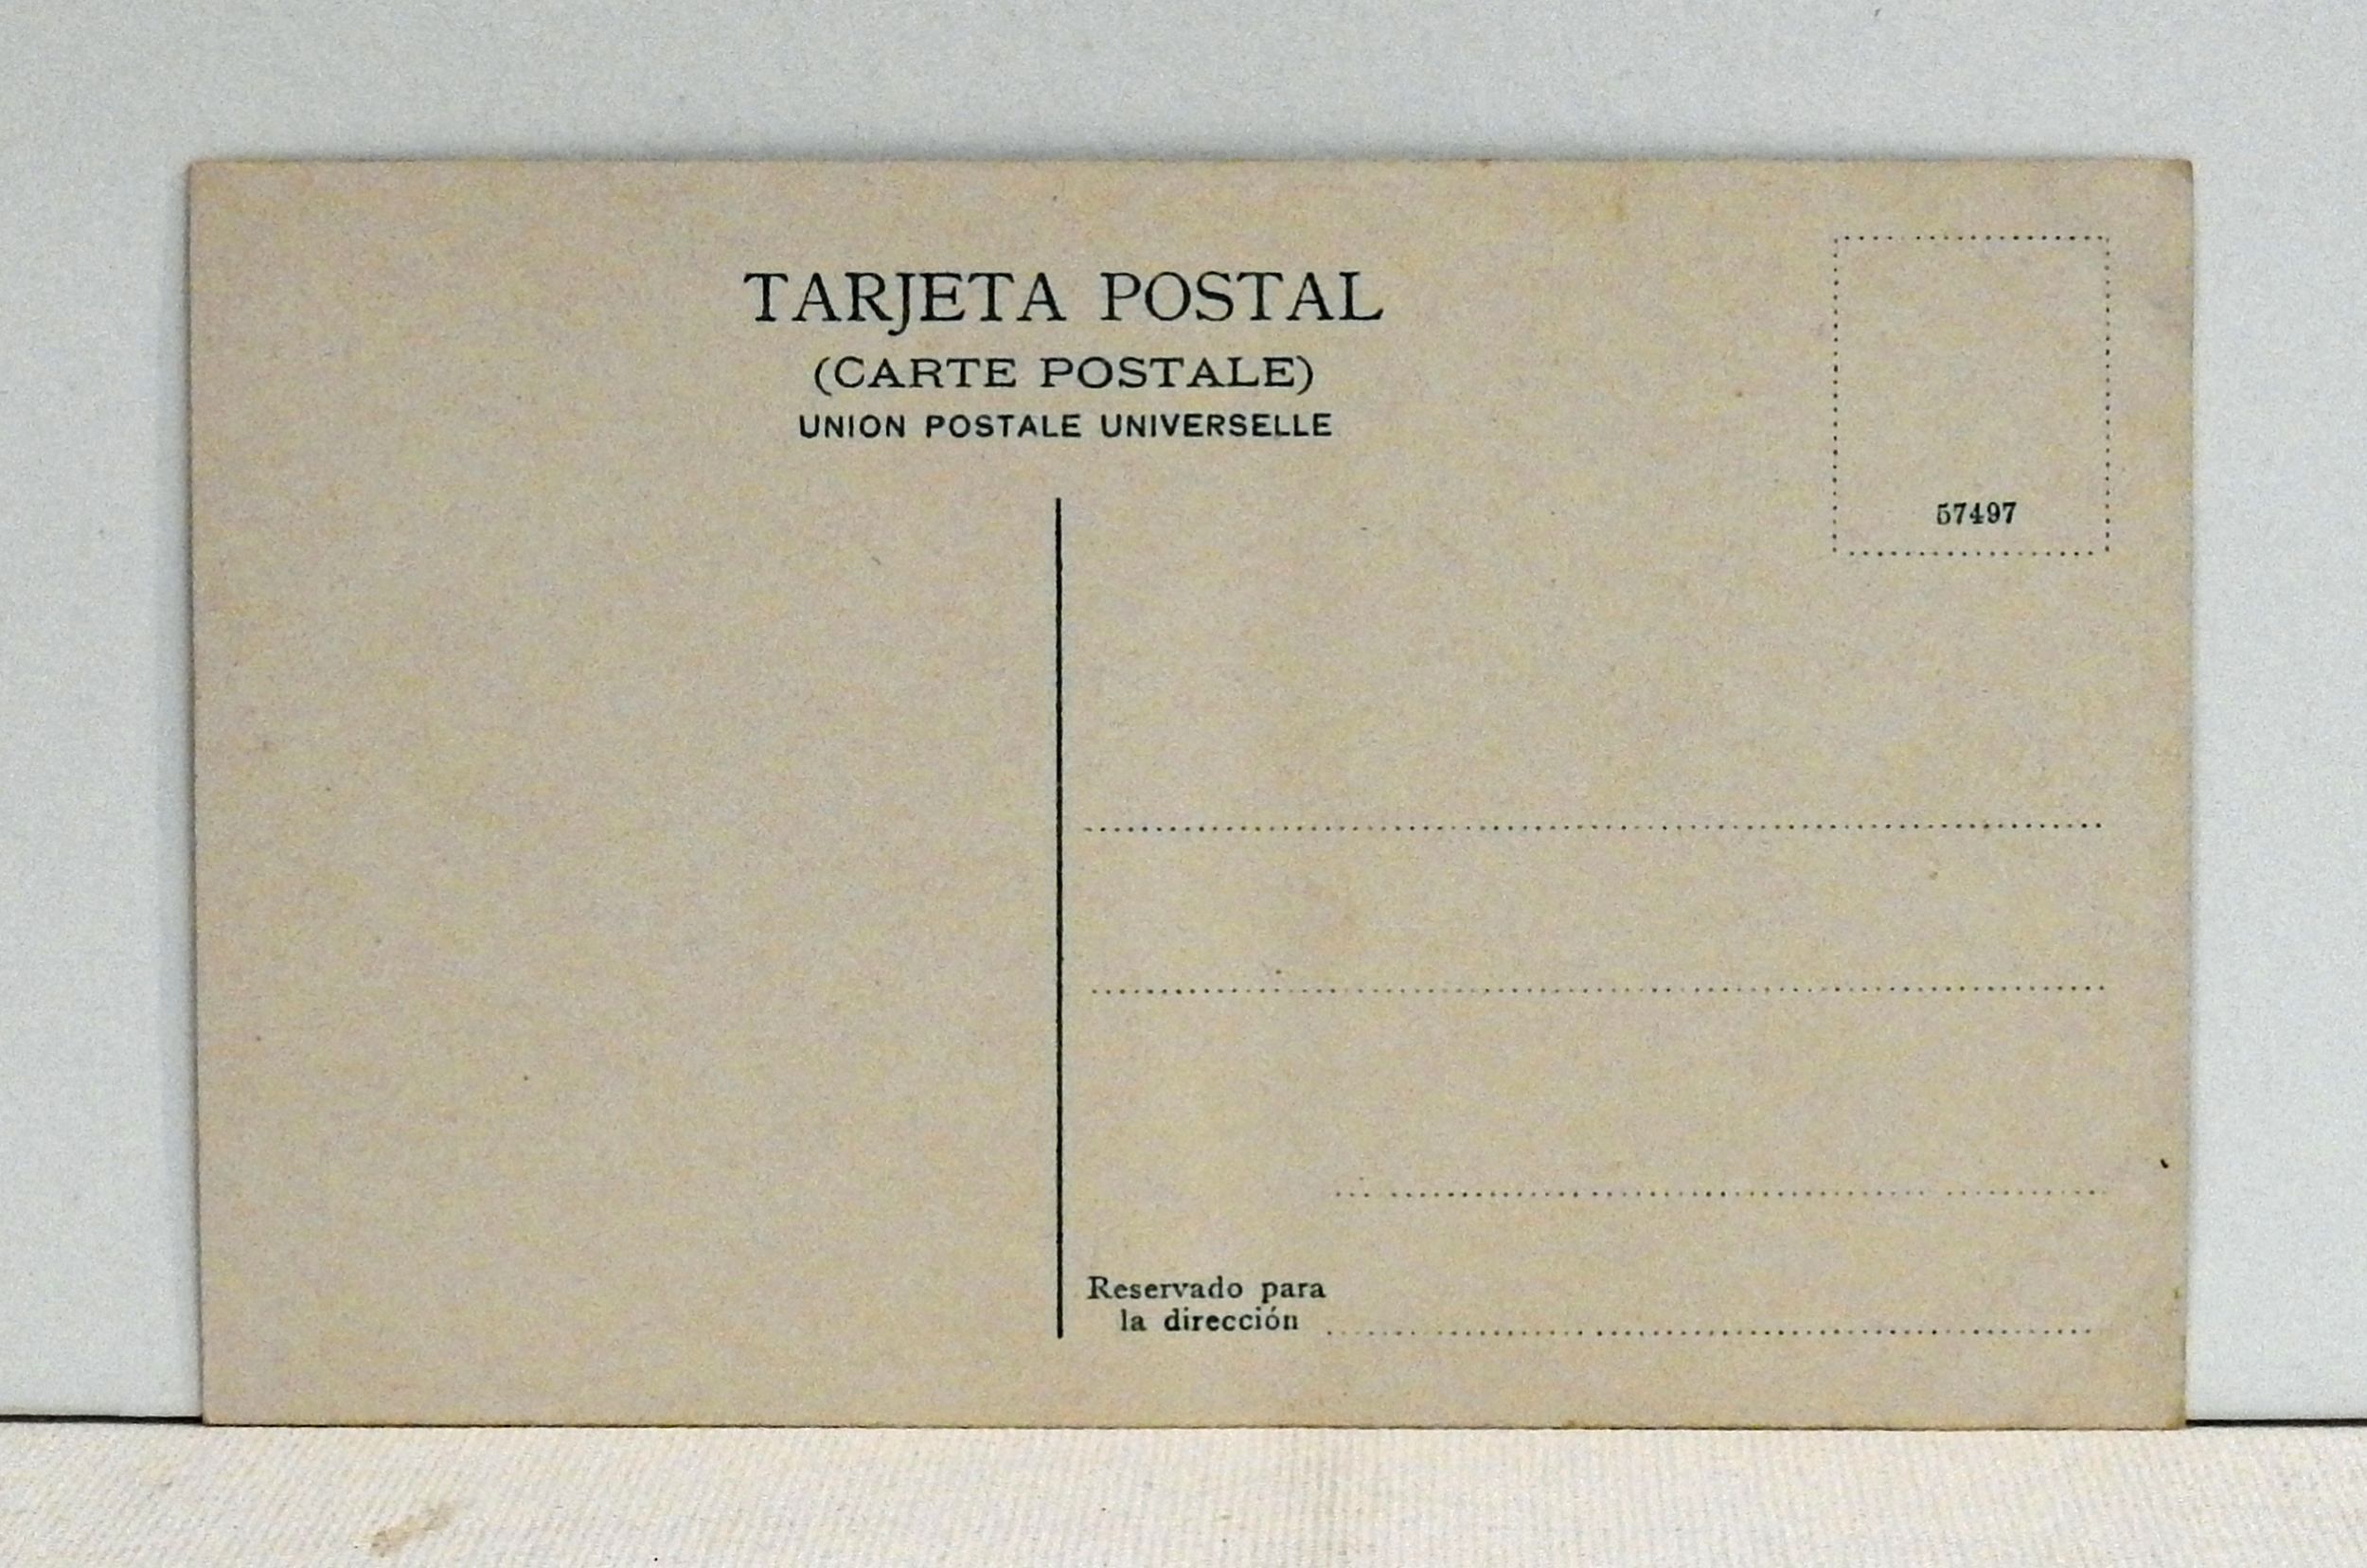 TARJETA POSTAL
(CARTE POSTALE)
UNION POSTALE UNIVERSELLE
57497
Reservado para
la dirección